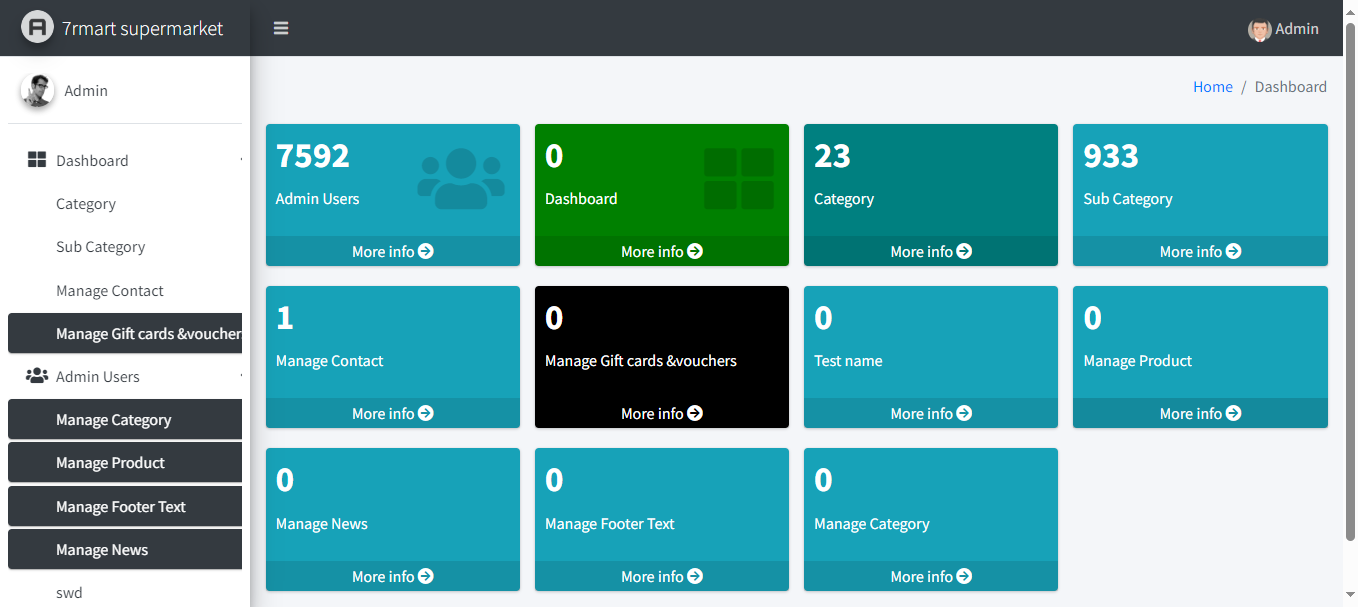 7rmart supermarket
Admin
Home / Dashboard
Admin
Dashboard
Category
Sub Category
Manage Contact
Manage Gift cards &voucher
Admin Users
Manage Category
Manage Product
Manage Footer Text
Manage News
swd
7592
Admin Users
More info
0
Dashboard
More info
23
Category
More info
933
Sub Category
More info
1
Manage Contact
More info
0
Manage Gift cards &vouchers
More info
0
Test name
More info
0
Manage Product
More info
0
Manage News
More info
0
Manage Footer Text
More info
0
Manage Category
More info